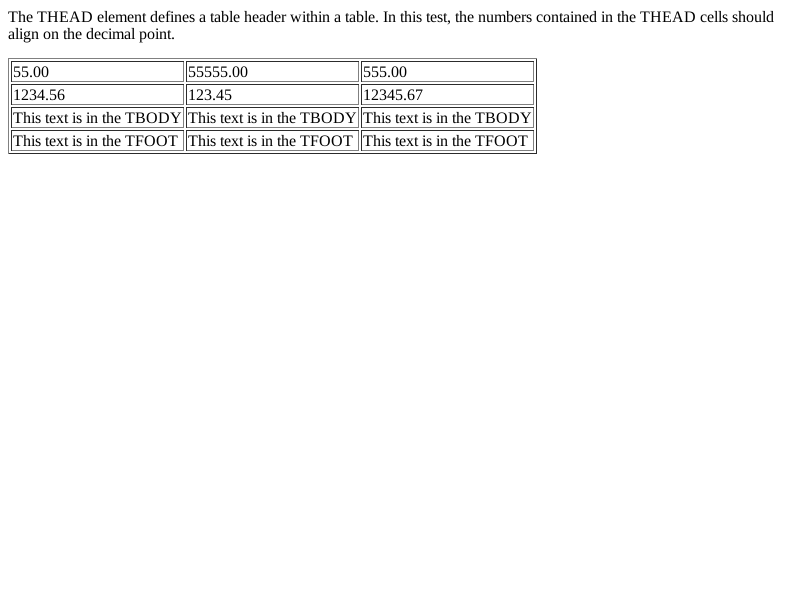 The THEAD element defines a table header within a table. In this test, the numbers contained in the THEAD cells should
align on the decimal point.
55.00 55555.00 555.00
1234.56 123.45 12345.67
This text is in the TBODY This text is in the TBODY This text is in the TBODY
This text is in the TFOOT This text is in the TFOOT This text is in the TFOOT